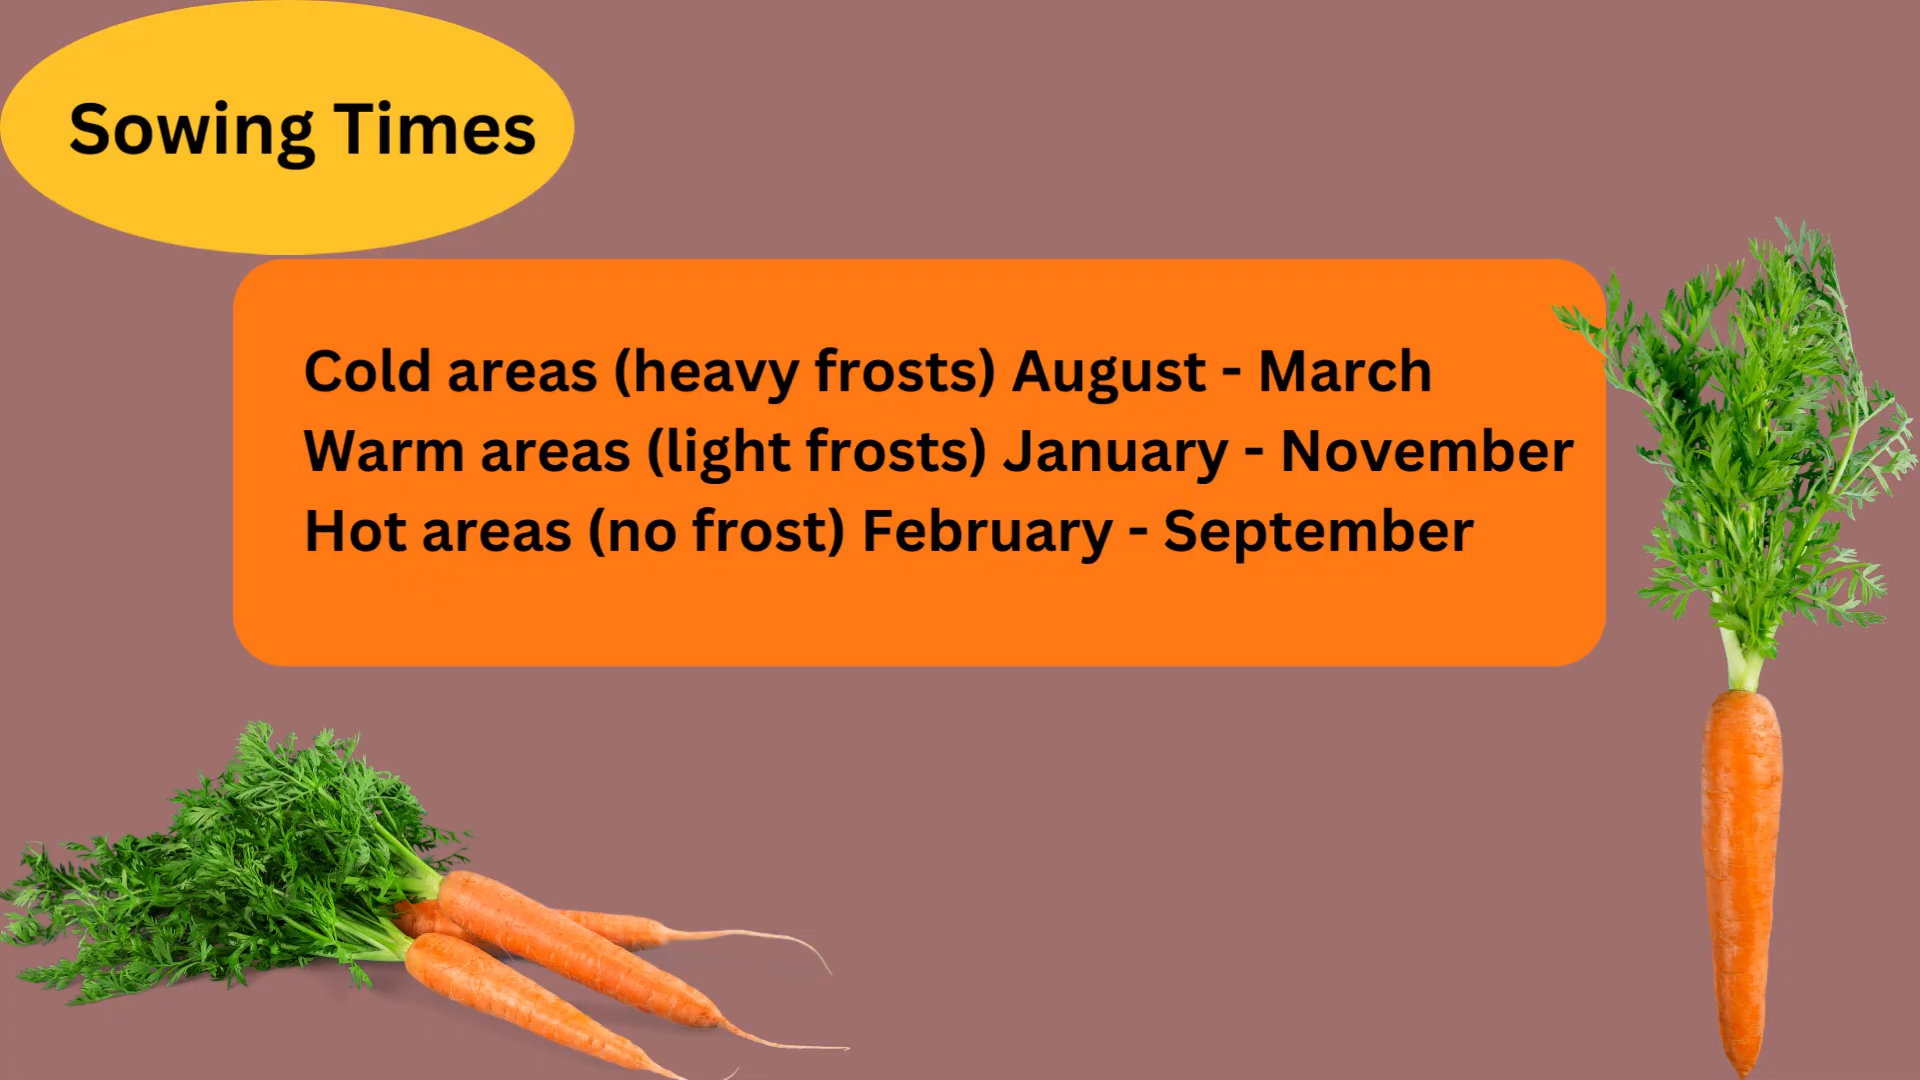 Sowing Times
Cold areas (heavy frosts) August - March
Warm areas (light frosts) January - November
Hot areas (no frost) February - September